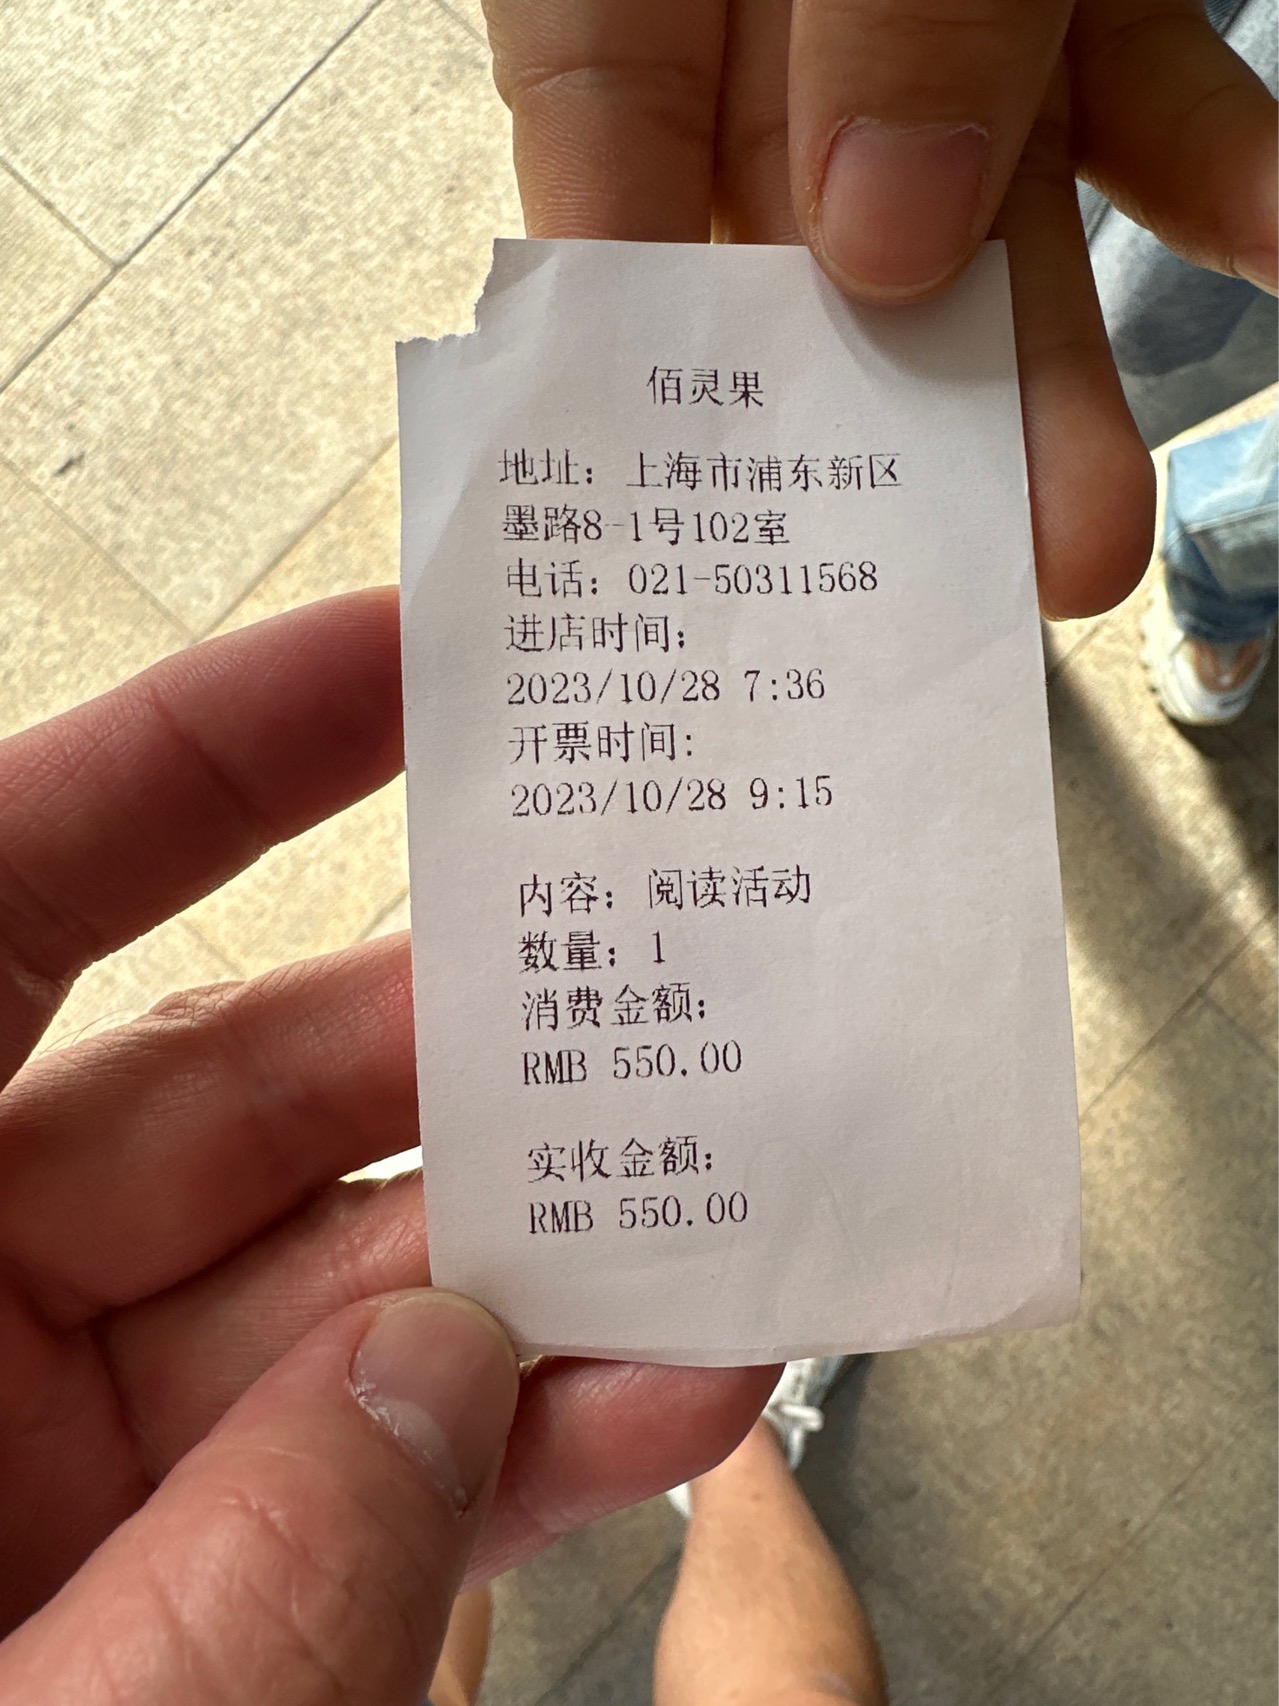 佰灵果
地址：上海市浦东新区
墨路8-1号102室
电话：021-50311568
进店时间：
2023/10/28 7:36
开票时间:
2023/10/28 9:15
内容：阅读活动
数量：1
消费金额：
RMB 550.00
实收金额：
RMB 550.00